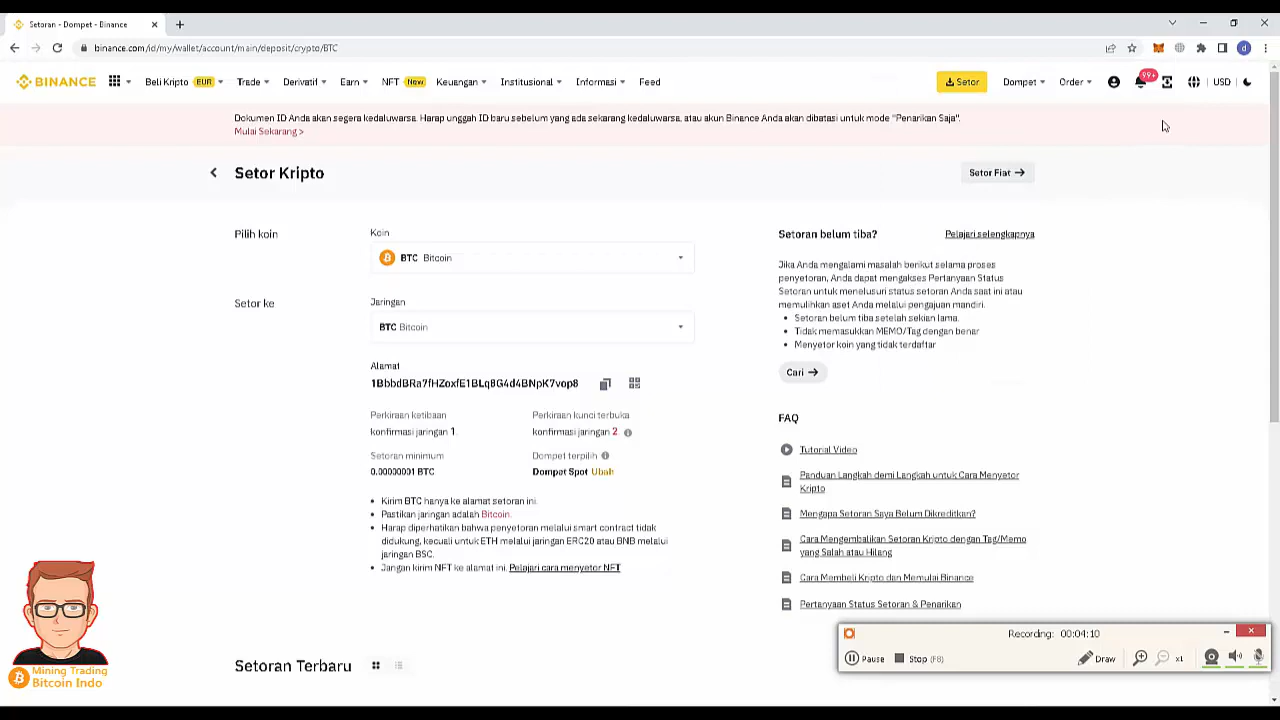 Setoran - Dompet - Binance
binance.com/id/my/wallet/account/main/deposit/crypto/BTC
BINANCE Beli Kripto EUR Trade Derivatif Earn NFT New Keuangan Institusional Informasi Feed Setor Dompet Order 99+ USD
Dokumen ID Anda akan segera kedaluwarsa. Harap unggah ID baru sebelum yang ada sekarang kedaluwarsa, atau akun Binance Anda akan dibatasi untuk mode "Penarikan Saja".
Mulai Sekarang >
Setor Kripto
Setor Fiat →
Pilih koin
Koin
BTC Bitcoin
Setor ke
Jaringan
BTC Bitcoin
Alamat
1BbbdBRa7fHZoxfE1BLq8G4d4BNpK7vop8
Perkiraan ketibaan
konfirmasi jaringan 1
Perkiraan kunci terbuka
konfirmasi jaringan 2
Setoran minimum
0.00000001 BTC
Dompet terpilih
Dompet Spot Ubah
• Kirim BTC hanya ke alamat setoran ini.
• Pastikan jaringan adalah Bitcoin.
• Harap diperhatikan bahwa penyetoran melalui smart contract tidak
didukung, kecuali untuk ETH melalui jaringan ERC20 atau BNB melalui
jaringan BSC.
• Jangan kirim NFT ke alamat ini. Pelajari cara menyetor NFT
Setoran belum tiba?
Pelajari selengkapnya
Jika Anda mengalami masalah berikut selama proses
penyetoran, Anda dapat mengakses Pertanyaan Status
Setoran untuk menelusuri status setoran Anda saat ini atau
memulihkan aset Anda melalui pengajuan mandiri.
• Setoran belum tiba setelah sekian lama.
• Tidak memasukkan MEMO/Tag dengan benar
• Menyetor koin yang tidak terdaftar
Cari →
FAQ
Tutorial Video
Panduan Langkah demi Langkah untuk Cara Menyetor
Kripto
Mengapa Setoran Saya Belum Dikreditkan?
Cara Mengembalikan Setoran Kripto dengan Tag/Memo
yang Salah atau Hilang
Cara Membeli Kripto dan Memulai Binance
Pertanyaan Status Setoran & Penarikan
Setoran Terbaru
Mining Trading
Bitcoin Indo
Recording: 00:04:10
Pause Stop (F8) Draw x1